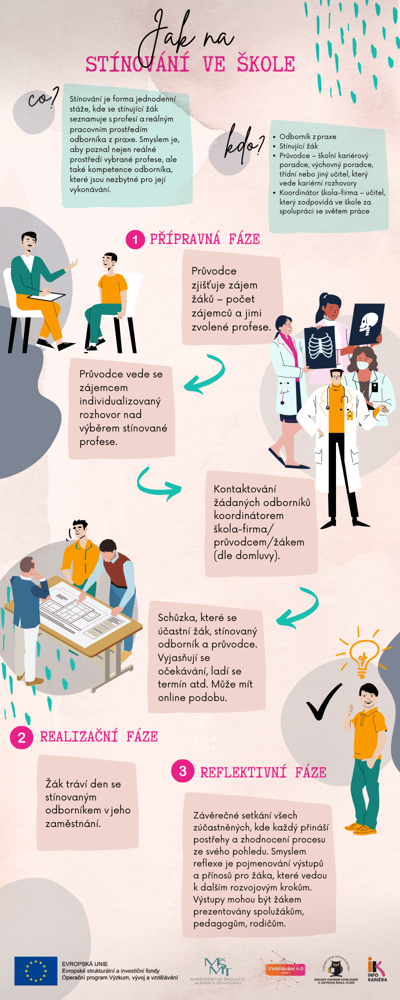 Jak na
STÍNOVÁNÍ VE ŠKOLE
co?
Stínování je forma jednodenní
stáže, kde se stínující žák
seznamuje s profesí a reálným
pracovním prostředím
odborníka z praxe. Smyslem je,
aby poznal nejen reálné
prostředí vybrané profese, ale
také kompetence odborníka,
které jsou nezbytné pro její
vykonávání.
kdo?
• Odborník z praxe
• Stínující žák
• Průvodce – školní kariérový
poradce, výchovný poradce,
třídní nebo jiný učitel, který
vede kariérní rozhovory
• Koordinátor škola-firma – učitel,
který zodpovídá ve škole za
spolupráci se světem práce
1 PŘÍPRAVNÁ FÁZE
Průvodce
zjišťuje zájem
žáků – počet
zájemců a jimi
zvolené profese.
Průvodce vede se
zájemcem
individualizovaný
rozhovor nad
výběrem stínované
profese.
Kontaktování
žádaných odborníků
koordinátorem
škola-firma/
průvodcem/žákem
(dle domluvy).
Schůzka, které se
účastní žák, stínovaný
odborník a průvodce.
Vyjasňují se
očekávání, ladí se
termín atd. Může mít
online podobu.
2 REALIZAČNÍ FÁZE
Žák tráví den se
stínovaným
odborníkem v jeho
zaměstnání.
3 REFLEKTIVNÍ FÁZE
Závěrečné setkání všech
zúčastněných, kde každý přináší
postřehy a zhodnocení procesu
ze svého pohledu. Smyslem
reflexe je pojmenování výstupů
a přínosů pro žáka, které vedou
k dalším rozvojovým krokům.
Výstupy mohou být žákem
prezentovány spolužákům,
pedagogům, rodičům.
EVROPSKÁ UNIE
Evropské strukturální a investiční fondy
Operační program Výzkum, vývoj a vzdělávání
MŠMT
MINISTERSTVO ŠKOLSTVÍ,
MLÁDEŽE A TĚLOVÝCHOVY
Vzdělávání 4.0
I-KAP II
KRAJSKÉ CENTRUM VZDĚLÁVÁNÍ
A JAZYKOVÁ ŠKOLA, PLZEŇ
iK
INFO
KARIÉRA